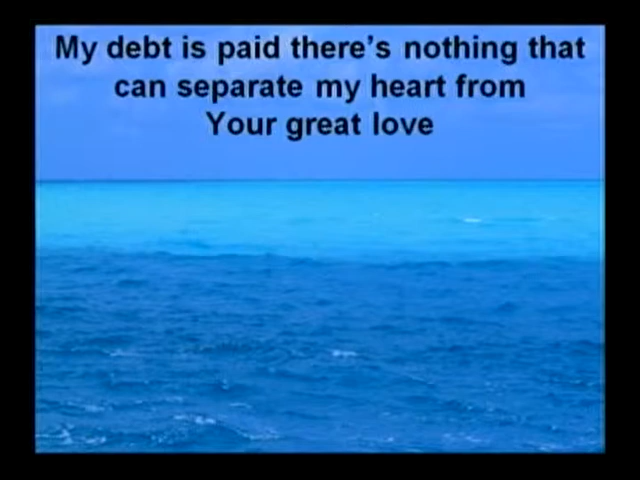 My debt is paid there’s nothing that
can separate my heart from
Your great love